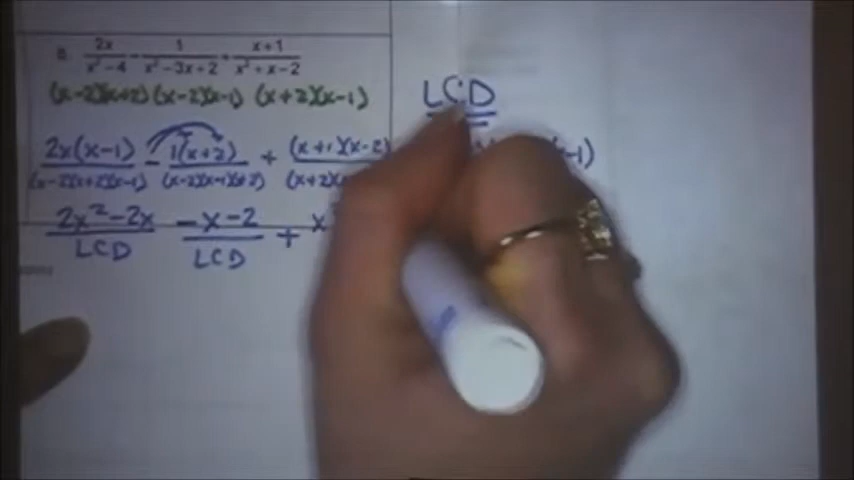 8. 2x/x²-4 - 1/x²-3x+2 + x+1/x²+x-2
(x-2)(x+2) (x-2)(x-1) (x+2)(x-1)
LCD
2x(x-1)/(x-2)(x+2)(x-1) - 1(x+2)/(x-2)(x-1)(x+2) + (x+1)(x-2)/(x+2)
2x²-2x/LCD -x-2/LCD +